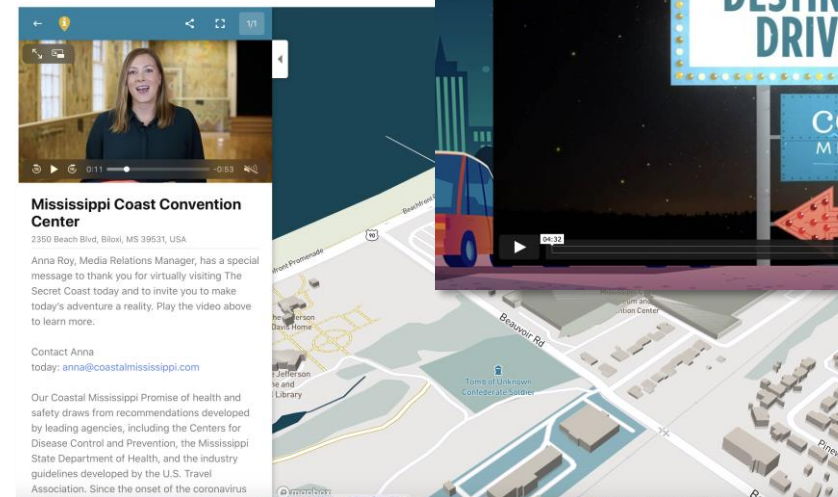 1/1
0:11
-0:53
Mississippi Coast Convention
Center
2350 Beach Blvd, Biloxi, MS 39531, USA
Anna Roy, Media Relations Manager, has a special
message to thank you for virtually visiting The
Secret Coast today and to invite you to make
today's adventure a reality. Play the video above
to learn more.
Contact Anna
today: anna@coastalmississippi.com
Our Coastal Mississippi Promise of health and
safety draws from recommendations developed
by leading agencies, including the Centers for
Disease Control and Prevention, the Mississippi
State Department of Health, and the industry
guidelines developed by the U.S. Travel
Association. Since the onset of the coronavirus
90
Beachfront
Promenade
Davis Home
Jefferson
Library
Beauvoir Rd
Tomb of Unknown
Confederate Soldier
Center
mapbox
DRIV
04:32